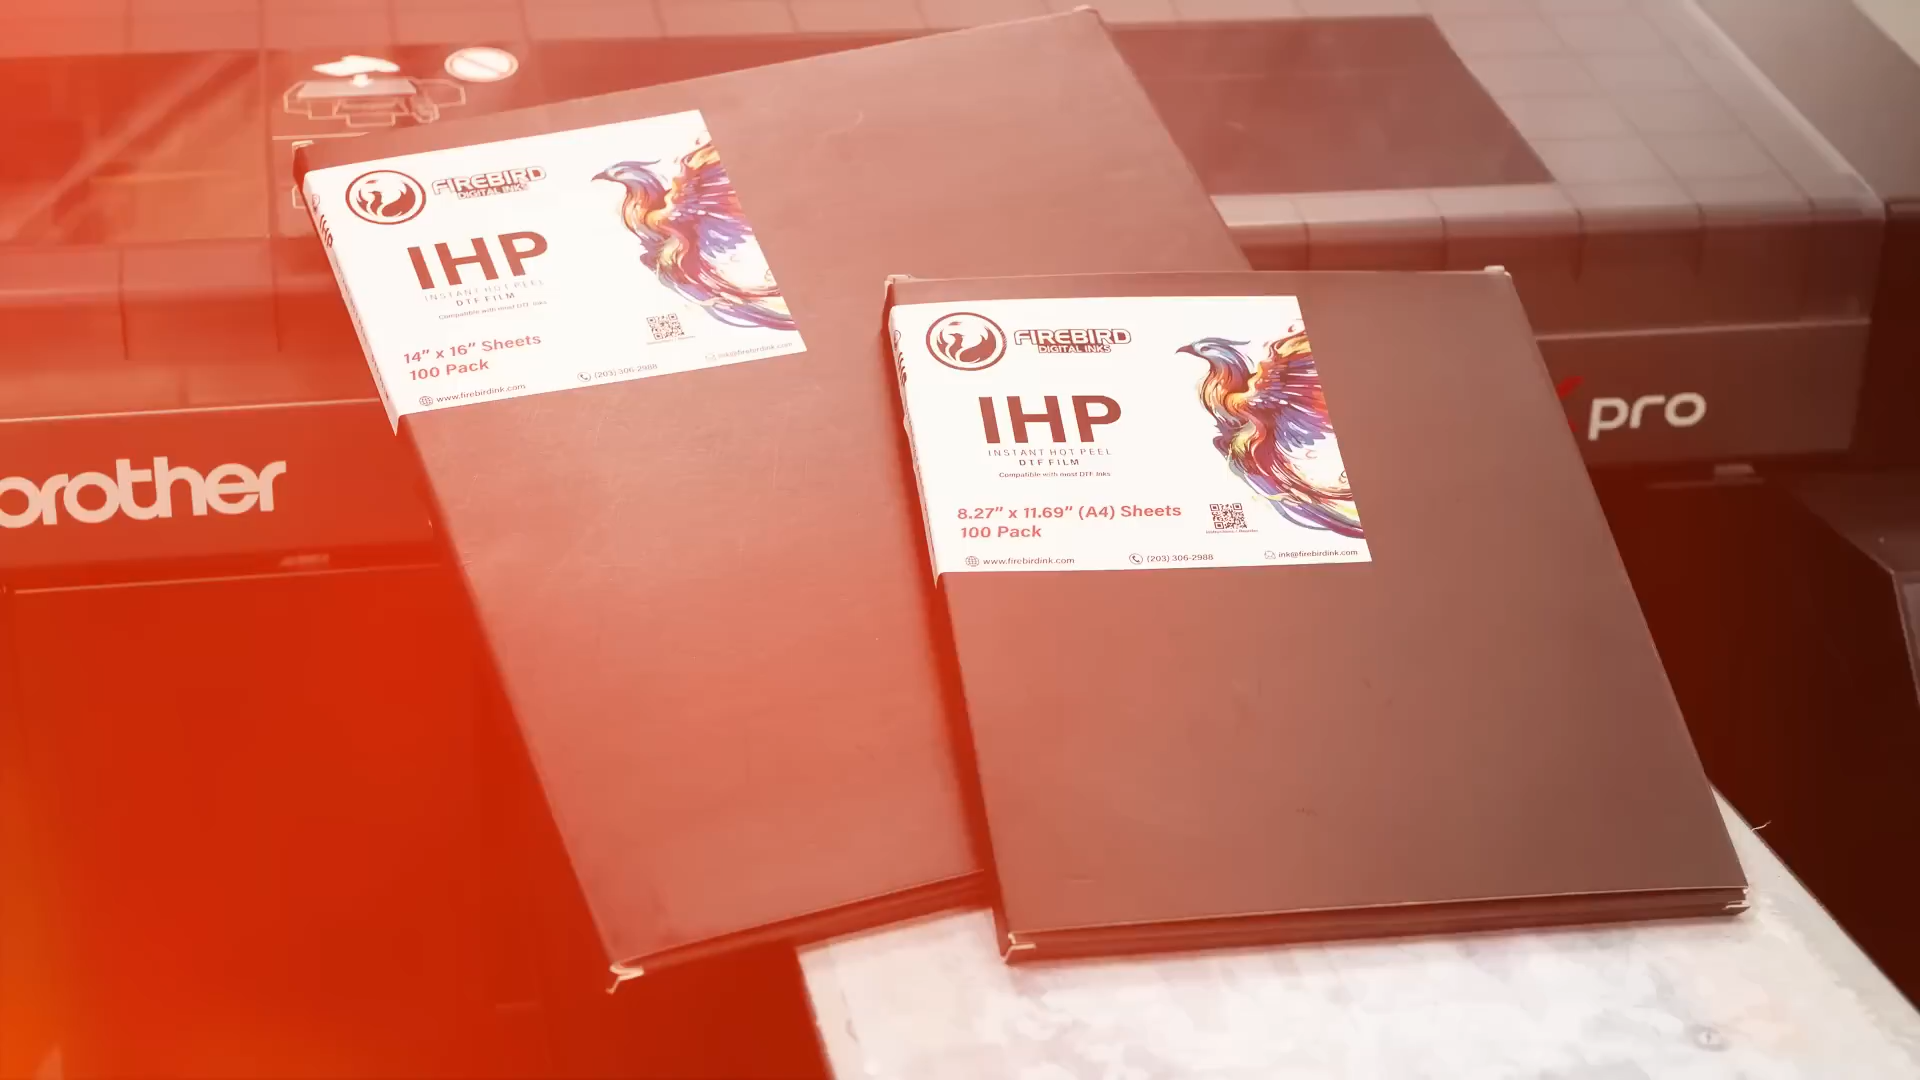 FIREBIRD
DIGITAL INKS
IHP
IHP
INSTANT HOT PEEL
DTF FILM
Compatible with most DTF Inks
14” x 16” Sheets
100 Pack
www.firebirdink.com
(203) 306-2988
ink@firebirdink.com
FIREBIRD
DIGITAL INKS
IHP
INSTANT HOT PEEL
DTF FILM
Compatible with most DTF Inks
8.27” x 11.69” (A4) Sheets
100 Pack
www.firebirdink.com
(203) 306-2988
ink@firebirdink.com
brother
pro